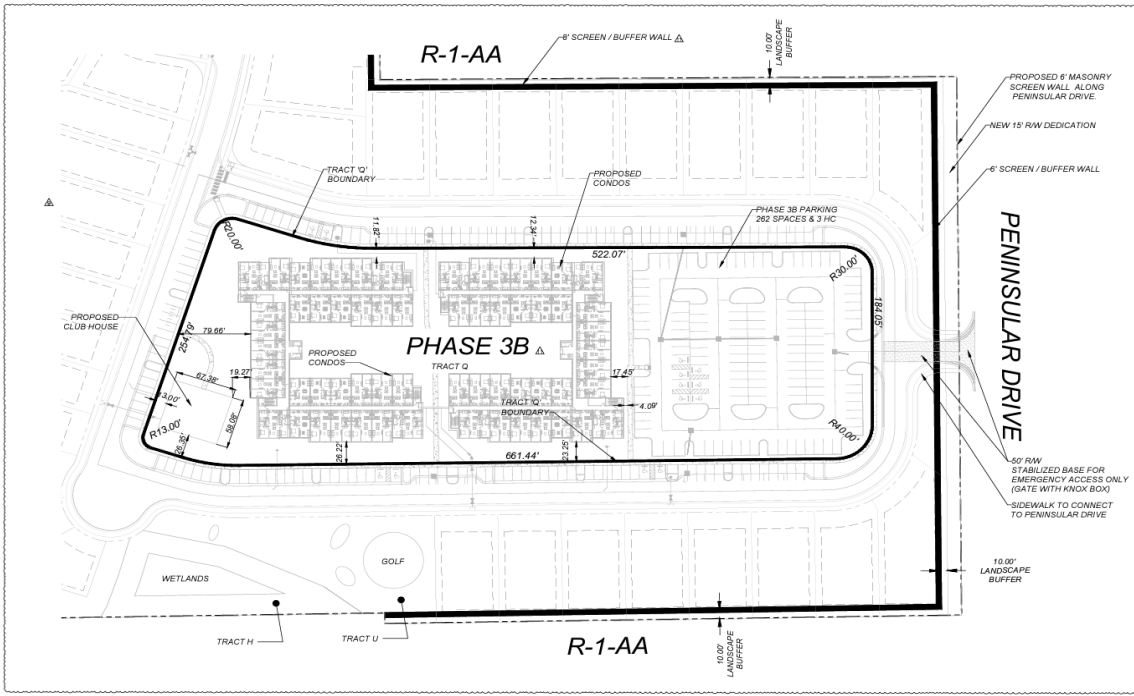 R-1-AA
8' SCREEN / BUFFER WALL
10.00'
LANDSCAPE
BUFFER
PROPOSED 6' MASONRY
SCREEN WALL ALONG
PENINSULAR DRIVE.
NEW 15' R/W DEDICATION
6' SCREEN / BUFFER WALL
TRACT 'Q'
BOUNDARY
PROPOSED
CONDOS
PHASE 3B PARKING
262 SPACES & 3 HC
R20.00'
11.82'
12.34'
522.07'
R30.00'
184.05'
PENINSULAR DRIVE
PROPOSED
CLUB HOUSE
254.79'
79.66'
PHASE 3B
TRACT Q
PROPOSED
CONDOS
67.38'
19.27'
17.45'
4.09'
TRACT 'Q'
BOUNDARY
13.00'
R13.00'
58.08'
26.35'
26.22'
661.44'
23.25'
R40.00'
50' R/W
STABILIZED BASE FOR
EMERGENCY ACCESS ONLY
(GATE WITH KNOX BOX)
SIDEWALK TO CONNECT
TO PENINSULAR DRIVE
WETLANDS
GOLF
10.00'
LANDSCAPE
BUFFER
TRACT H
TRACT U
R-1-AA
10.00'
LANDSCAPE
BUFFER